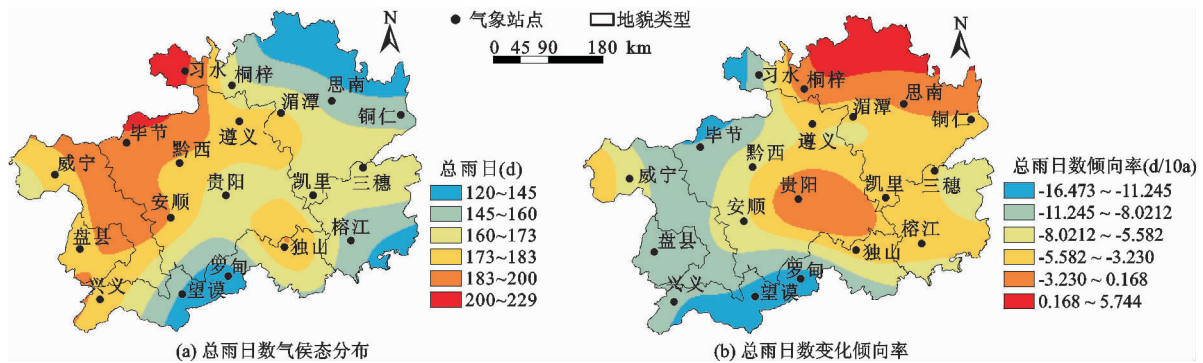 N
● 气象站点
地貌类型
0 45 90 180 km
N
习水
桐梓
思南
湄潭
铜仁
毕节
遵义
威宁
黔西
贵阳
凯里
三穗
安顺
榕江
盘县
独山
罗甸
兴义
望谟
总雨日(d)
120~145
145~160
160~173
173~183
183~200
200~229
(a) 总雨日数气候态分布
习水
桐梓
思南
湄潭
铜仁
毕节
遵义
威宁
黔西
贵阳
凯里
三穗
安顺
榕江
盘县
独山
罗甸
兴义
望谟
总雨日数倾向率(d/10a)
-16.473~-11.245
-11.245~-8.0212
-8.0212~-5.582
-5.582~-3.230
-3.230~0.168
0.168~5.744
(b) 总雨日数变化倾向率